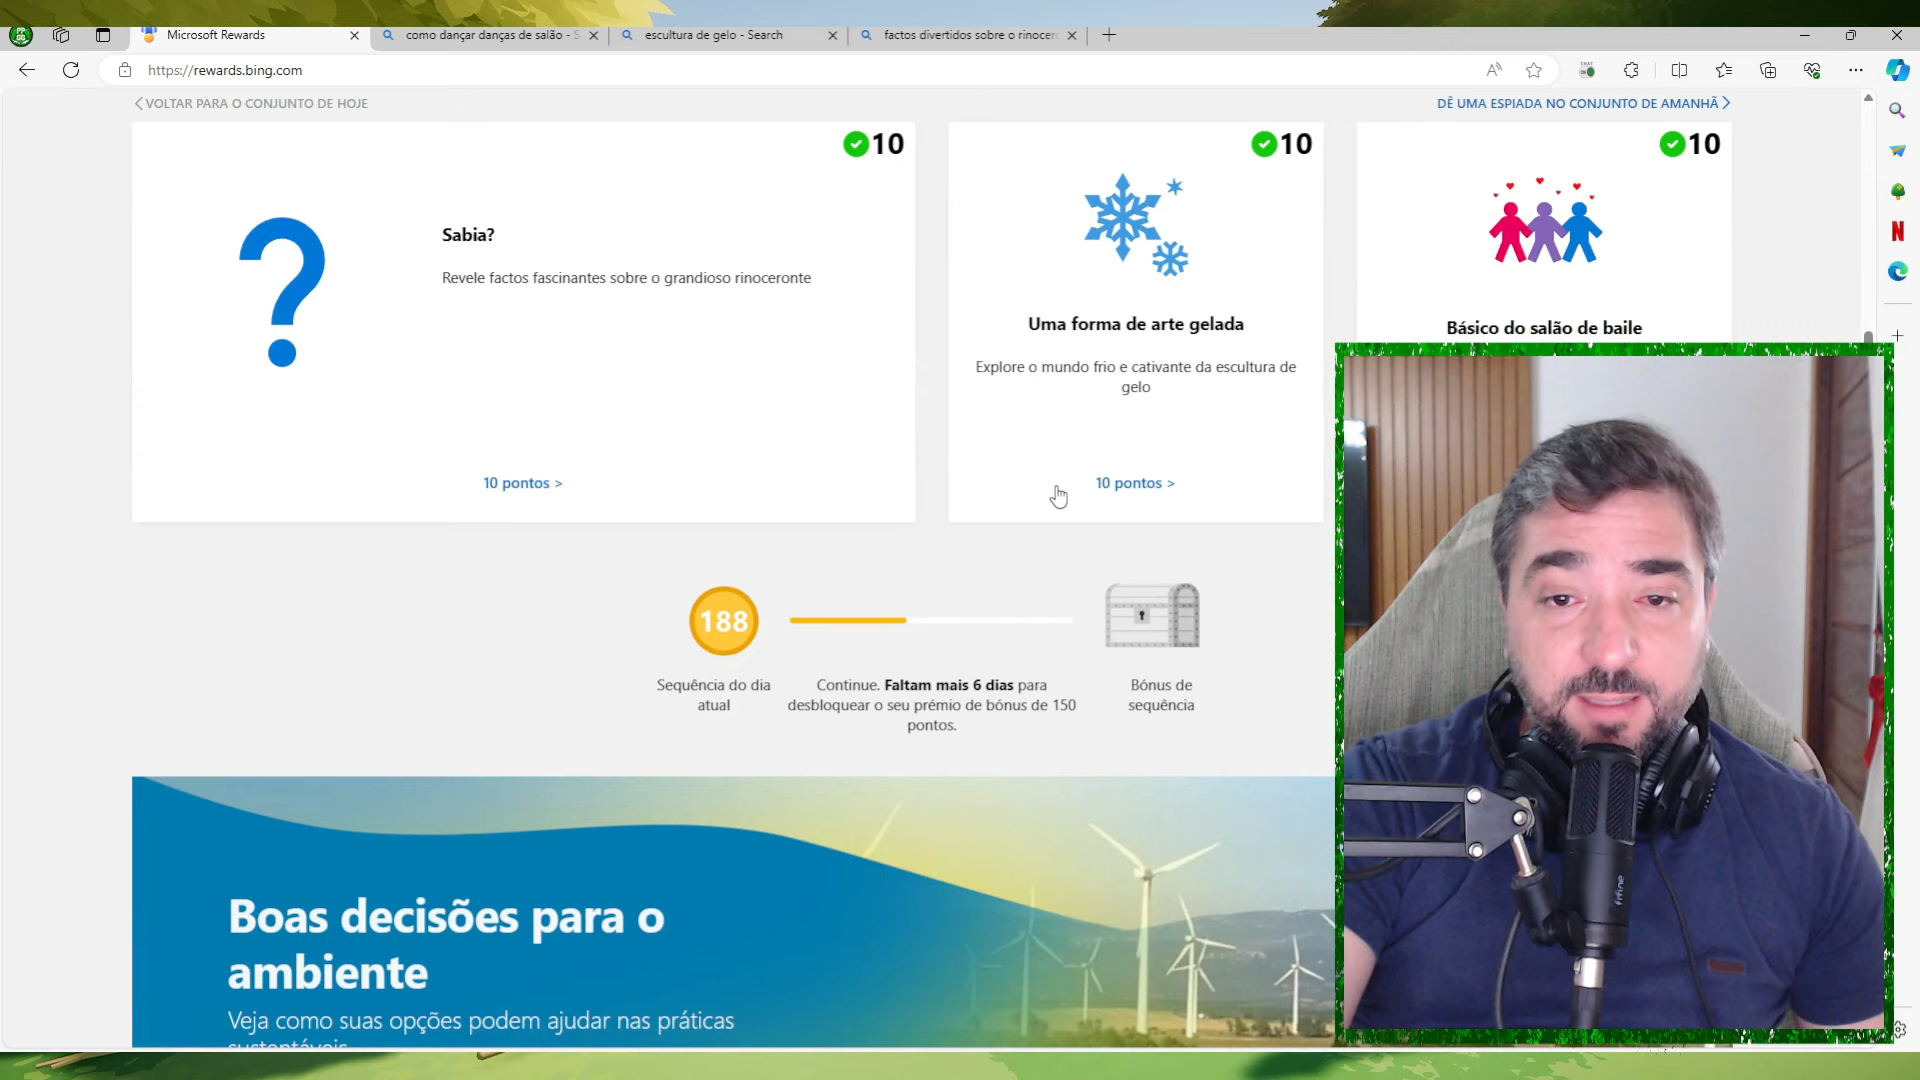 Microsoft Rewards
como dançar danças de salão - S
escultura de gelo - Search
factos divertidos sobre o rinocer
https://rewards.bing.com
VOLTAR PARA O CONJUNTO DE HOJE
DÊ UMA ESPIADA NO CONJUNTO DE AMANHÃ
10
10
10
Sabia?
Revele factos fascinantes sobre o grandioso rinoceronte
10 pontos >
Uma forma de arte gelada
Explore o mundo frio e cativante da escultura de
gelo
10 pontos >
Básico do salão de baile
188
Sequência do dia
atual
Continue. Faltam mais 6 dias para
desbloquear o seu prémio de bónus de 150
pontos.
Bónus de
sequência
Boas decisões para o
ambiente
Veja como suas opções podem ajudar nas práticas
sustentáveis
fifine